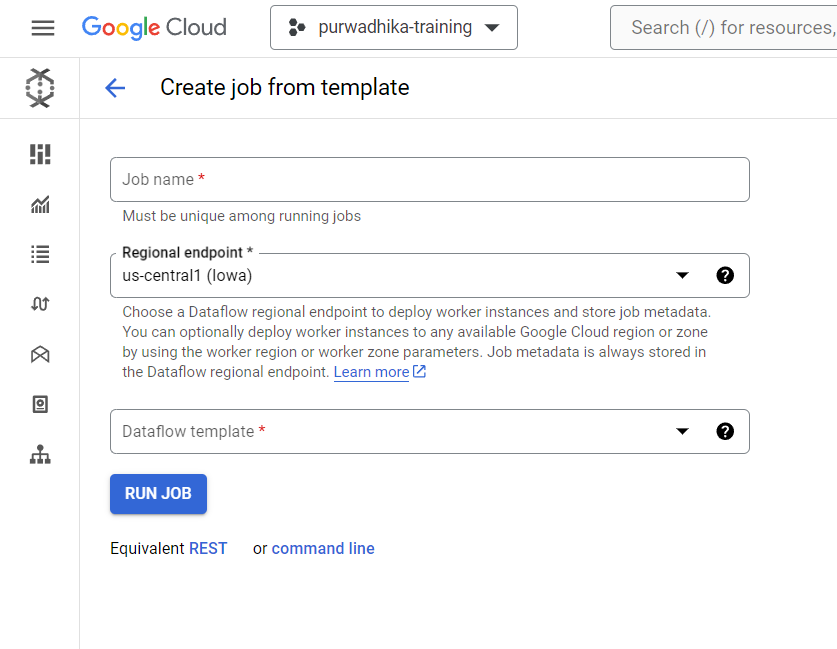 Google Cloud
purwadhika-training
Search (/) for resources,
Create job from template
Job name *
Must be unique among running jobs
Regional endpoint *
us-central1 (Iowa)
Choose a Dataflow regional endpoint to deploy worker instances and store job metadata.
You can optionally deploy worker instances to any available Google Cloud region or zone
by using the worker region or worker zone parameters. Job metadata is always stored in
the Dataflow regional endpoint. Learn more
Dataflow template *
RUN JOB
Equivalent REST or command line